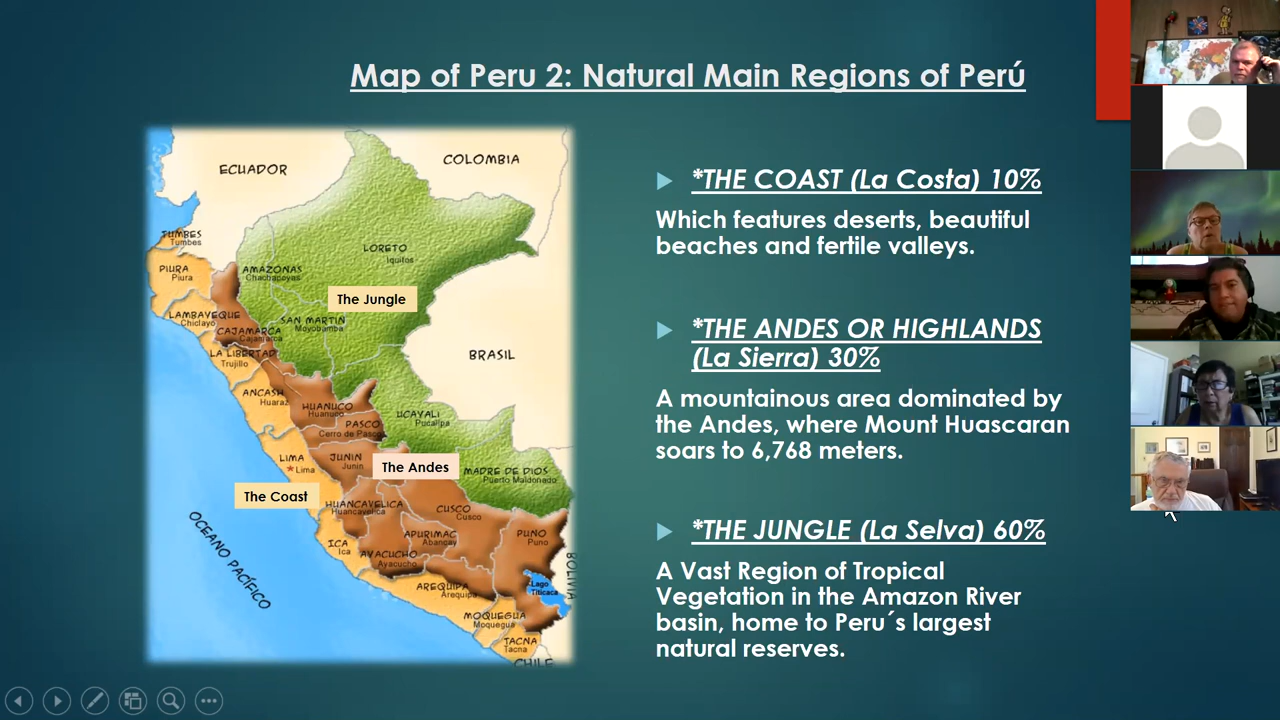 Map of Peru 2: Natural Main Regions of Perú
ECUADOR
COLOMBIA
TUMBES
Tumbes
LORETO
Iquitos
PIURA
Piura
AMAZONAS
Chachapoyas
The Jungle
LAMBAYEQUE
Chiclayo
SAN MARTIN
Moyobamba
CAJAMARCA
Cajamarca
LA LIBERTAD
Trujillo
BRASIL
ANCASH
Huaraz
HUANUCO
Huanuco
UCAYALI
Pucallpa
PASCO
Cerro de Pasco
LIMA
Lima
JUNIN
Junin
The Andes
MADRE DE DIOS
Puerto Maldonado
The Coast
HUANCAVELICA
Huancavelica
CUSCO
Cusco
OCEANO PACÍFICO
ICA
Ica
APURIMAC
Abancay
PUNO
Puno
AYACUCHO
Ayacucho
BOLIVIA
AREQUIPA
Arequipa
Lago
Titicaca
MOQUEGUA
Moquegua
TACNA
Tacna
CHILE
*THE COAST (La Costa) 10%
Which features deserts, beautiful
beaches and fertile valleys.
*THE ANDES OR HIGHLANDS
(La Sierra) 30%
A mountainous area dominated by
the Andes, where Mount Huascaran
soars to 6,768 meters.
*THE JUNGLE (La Selva) 60%
A Vast Region of Tropical
Vegetation in the Amazon River
basin, home to Peru´s largest
natural reserves.